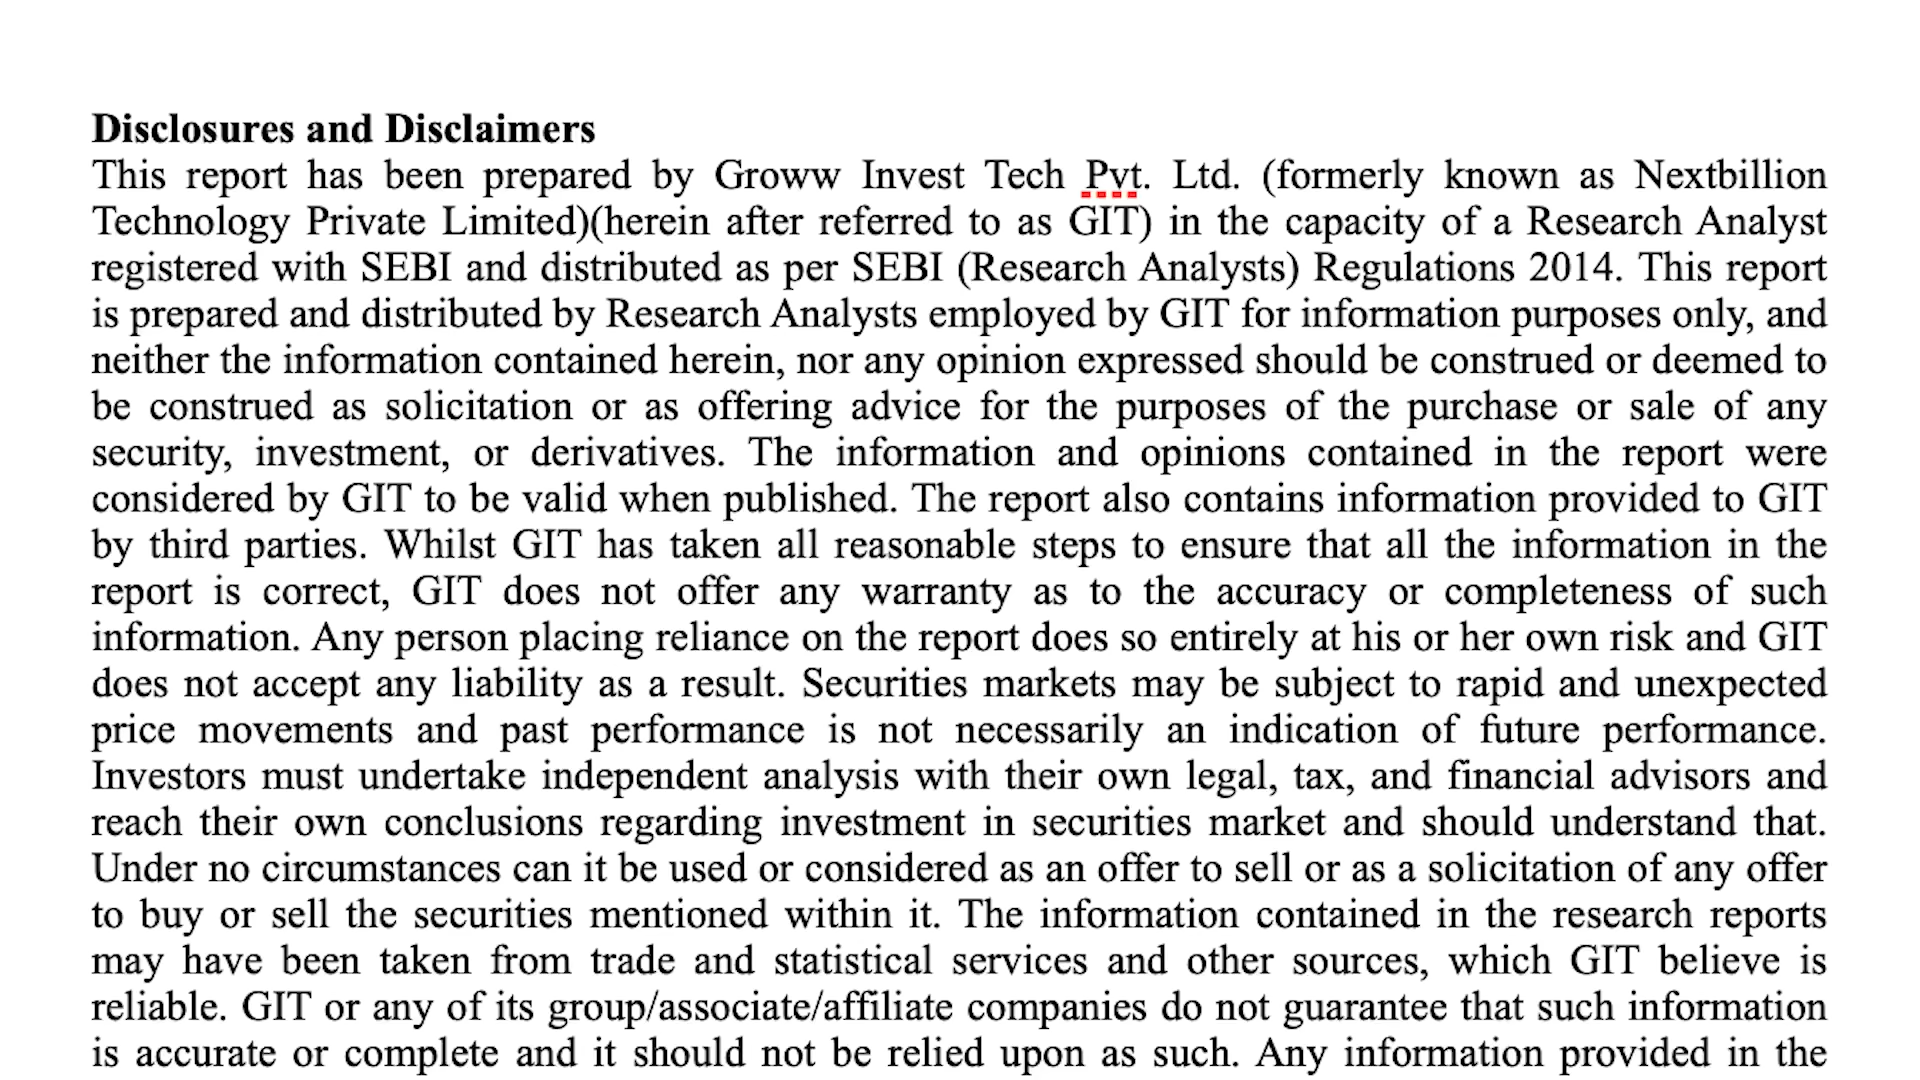 Disclosures and Disclaimers
This report has been prepared by Groww Invest Tech Pvt. Ltd. (formerly known as Nextbillion
Technology Private Limited)(herein after referred to as GIT) in the capacity of a Research Analyst
registered with SEBI and distributed as per SEBI (Research Analysts) Regulations 2014. This report
is prepared and distributed by Research Analysts employed by GIT for information purposes only, and
neither the information contained herein, nor any opinion expressed should be construed or deemed to
be construed as solicitation or as offering advice for the purposes of the purchase or sale of any
security, investment, or derivatives. The information and opinions contained in the report were
considered by GIT to be valid when published. The report also contains information provided to GIT
by third parties. Whilst GIT has taken all reasonable steps to ensure that all the information in the
report is correct, GIT does not offer any warranty as to the accuracy or completeness of such
information. Any person placing reliance on the report does so entirely at his or her own risk and GIT
does not accept any liability as a result. Securities markets may be subject to rapid and unexpected
price movements and past performance is not necessarily an indication of future performance.
Investors must undertake independent analysis with their own legal, tax, and financial advisors and
reach their own conclusions regarding investment in securities market and should understand that.
Under no circumstances can it be used or considered as an offer to sell or as a solicitation of any offer
to buy or sell the securities mentioned within it. The information contained in the research reports
may have been taken from trade and statistical services and other sources, which GIT believe is
reliable. GIT or any of its group/associate/affiliate companies do not guarantee that such information
is accurate or complete and it should not be relied upon as such. Any information provided in the